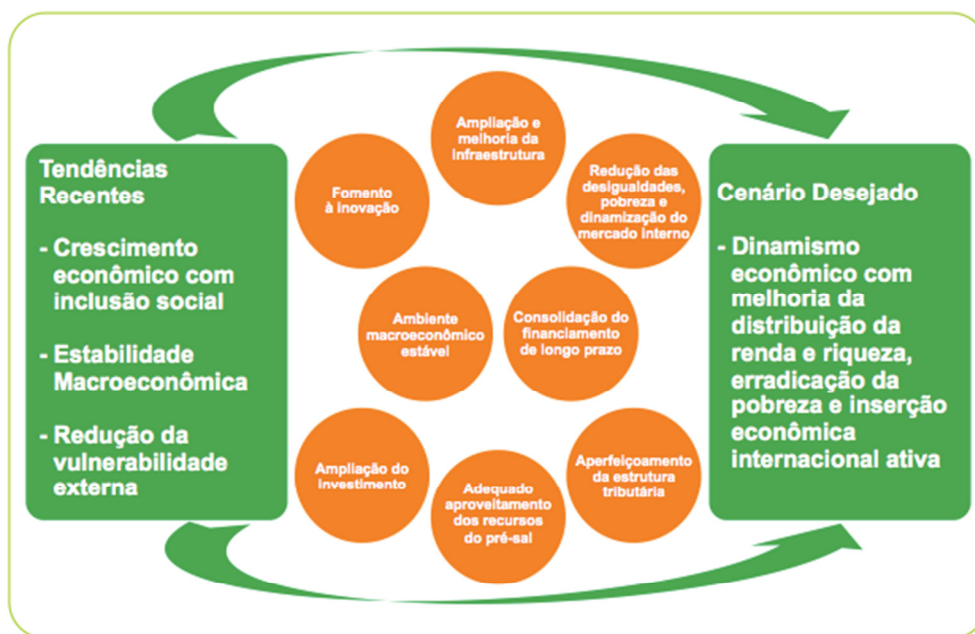 Tendências
Recentes
- Crescimento
econômico com
inclusão social
- Estabilidade
Macroeconômica
- Redução da
vulnerabilidade
externa
Ampliação e
melhoria da
infraestrutura
Fomento
à inovação
Redução das
desigualdades,
pobreza e
dinamização do
mercado interno
Ambiente
macroeconômico
estável
Consolidação do
financiamento
de longo prazo
Ampliação do
investimento
Adequado
aproveitamento
dos recursos
do pré-sal
Aperfeiçoamento
da estrutura
tributária
Cenário Desejado
- Dinamismo
econômico com
melhoria da
distribuição da
renda e riqueza,
erradicação da
pobreza e inserção
econômica
internacional ativa